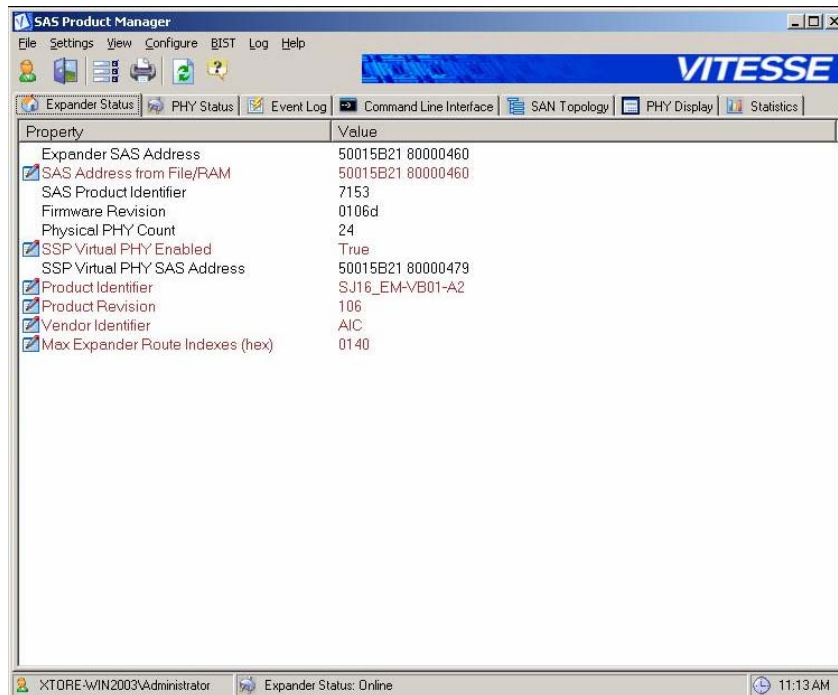 SAS Product Manager
File Settings View Configure BIST Log Help
VITESSE
Expander Status PHY Status Event Log Command Line Interface SAN Topology PHY Display Statistics
Property Value
Expander SAS Address 50015B21 80000460
SAS Address from File/RAM 50015B21 80000460
SAS Product Identifier 7153
Firmware Revision 0106d
Physical PHY Count 24
SSP Virtual PHY Enabled True
SSP Virtual PHY SAS Address 50015B21 80000479
Product Identifier SJ16_EM-VB01-A2
Product Revision 106
Vendor Identifier AIC
Max Expander Route Indexes (hex) 0140
XTORE-WIN2003\Administrator Expander Status: Online 11:13 AM